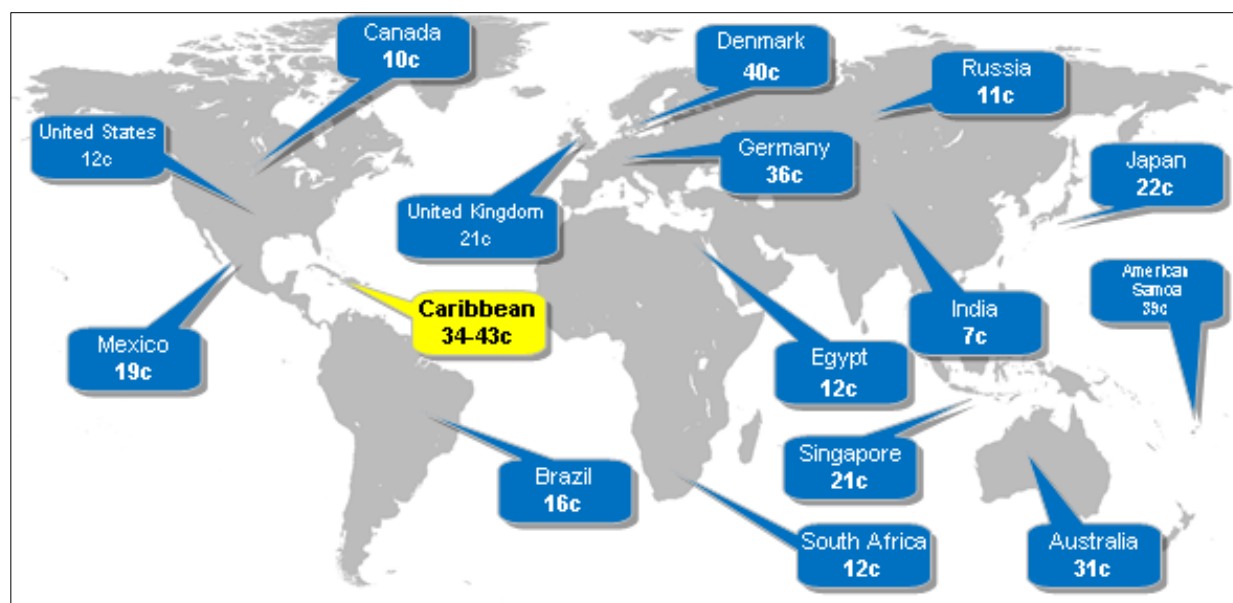 Canada
10c
Denmark
40c
Russia
11c
United States
12c
Germany
36c
Japan
22c
United Kingdom
21c
American
Samoa
39c
Caribbean
34-43c
India
7c
Mexico
19c
Egypt
12c
Singapore
21c
Brazil
16c
South Africa
12c
Australia
31c